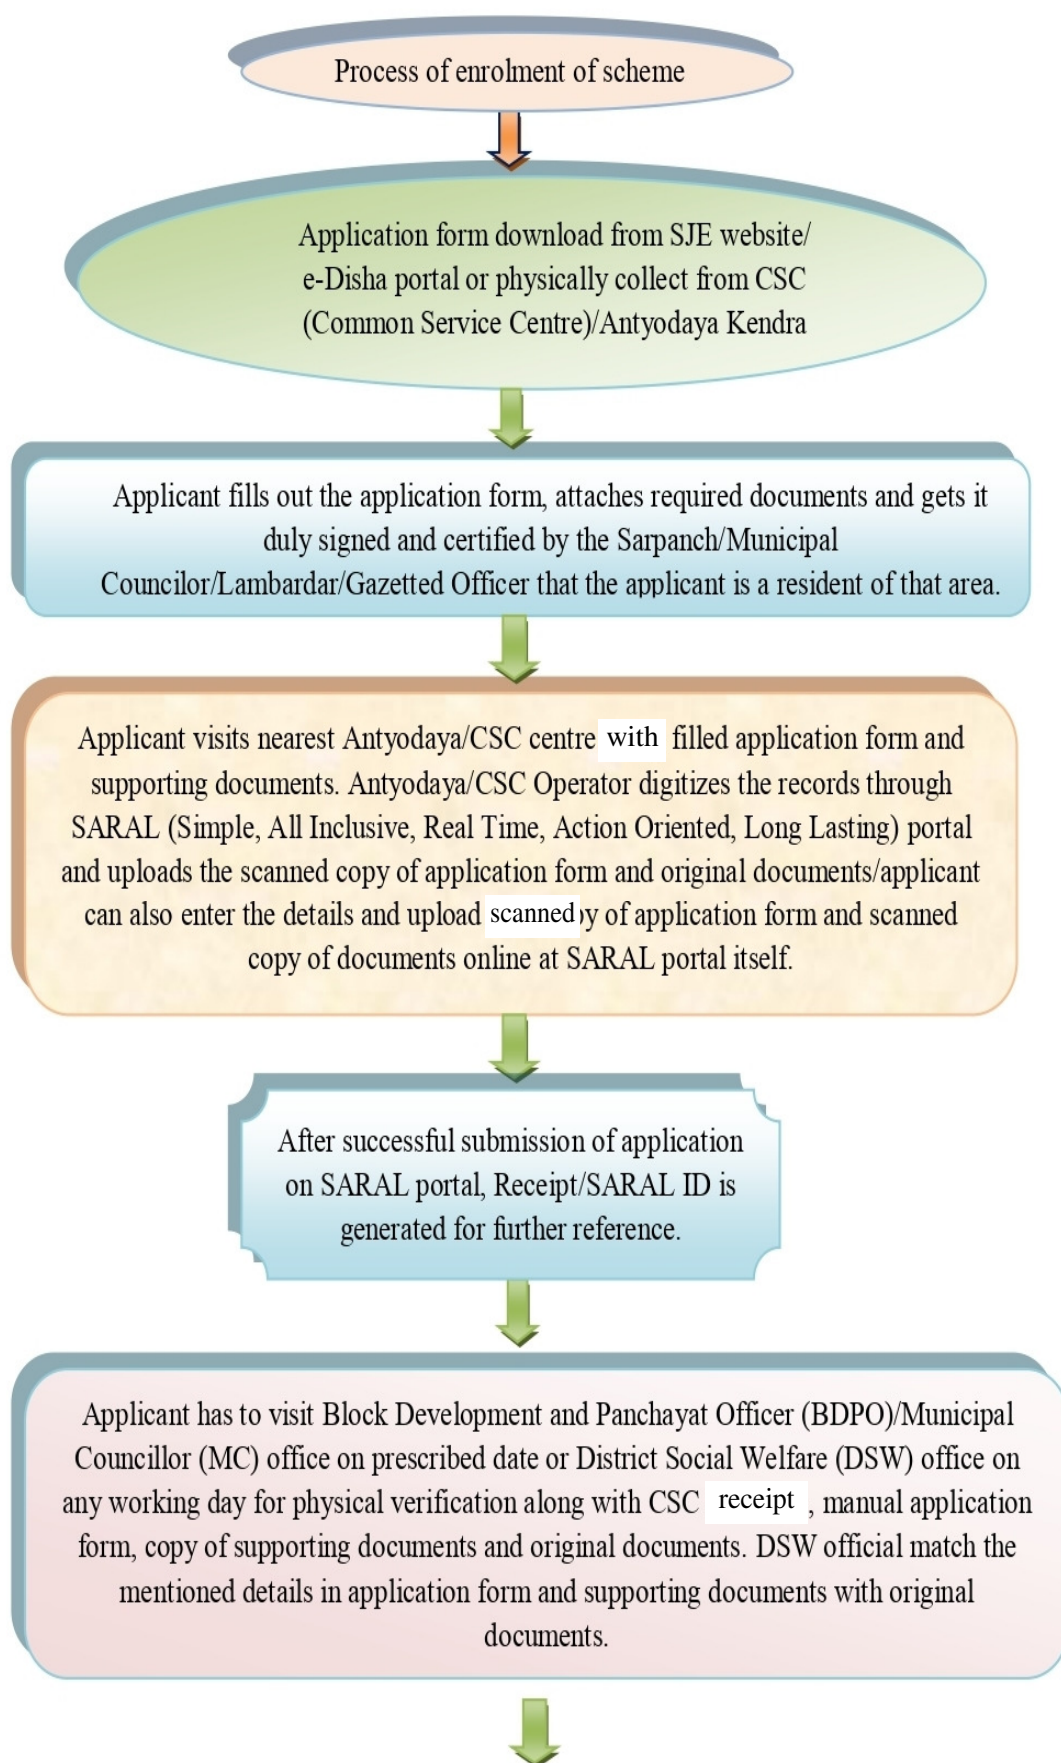 Process of enrolment of scheme
Application form download from SJE website/
e-Disha portal or physically collect from CSC
(Common Service Centre)/Antyodaya Kendra
Applicant fills out the application form, attaches required documents and gets it
duly signed and certified by the Sarpanch/Municipal
Councilor/Lambardar/Gazetted Officer that the applicant is a resident of that area.
Applicant visits nearest Antyodaya/CSC centre with filled application form and
supporting documents. Antyodaya/CSC Operator digitizes the records through
SARAL (Simple, All Inclusive, Real Time, Action Oriented, Long Lasting) portal
and uploads the scanned copy of application form and original documents/applicant
can also enter the details and upload scanned y of application form and scanned
copy of documents online at SARAL portal itself.
After successful submission of application
on SARAL portal, Receipt/SARAL ID is
generated for further reference.
Applicant has to visit Block Development and Panchayat Officer (BDPO)/Municipal
Councillor (MC) office on prescribed date or District Social Welfare (DSW) office on
any working day for physical verification along with CSC receipt, manual application
form, copy of supporting documents and original documents. DSW official match the
mentioned details in application form and supporting documents with original
documents.